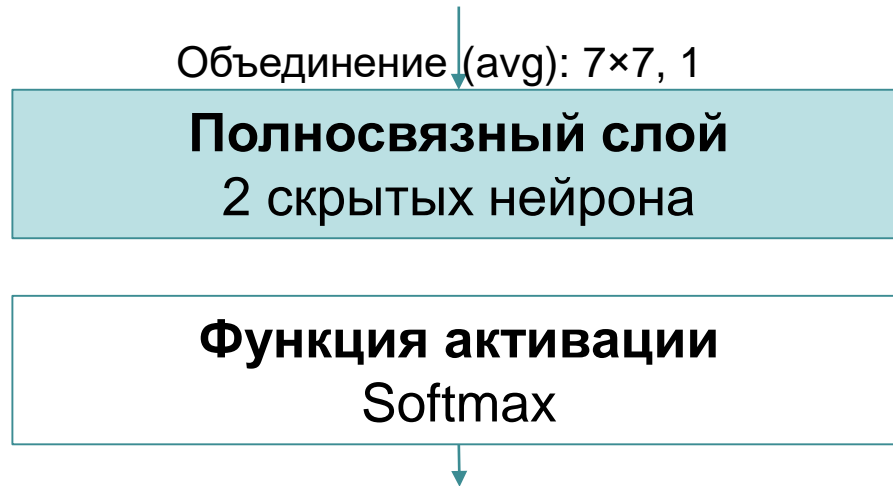 Объединение (avg): 7×7, 1
Полносвязный слой
2 скрытых нейрона
Функция активации
Softmax